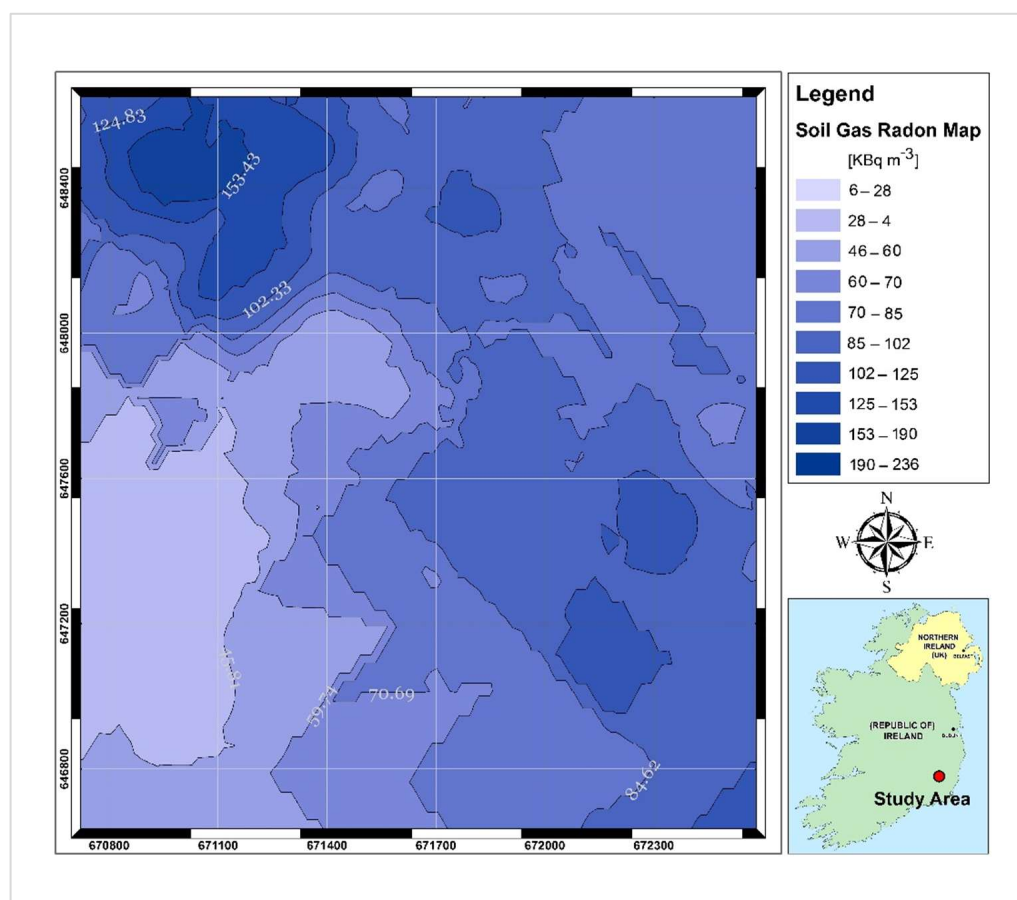 124.83
153.43
102.33
45.81
59.74
70.69
84.62
648400
648000
647600
647200
646800
670800 671100 671400 671700 672000 672300
Legend
Soil Gas Radon Map
[KBq m-3]
6 – 28
28 – 4
46 – 60
60 – 70
70 – 85
85 – 102
102 – 125
125 – 153
153 – 190
190 – 236
N
W E
S
NORTHERN
IRELAND
(UK)
BELFAST
(REPUBLIC OF)
IRELAND
Study Area